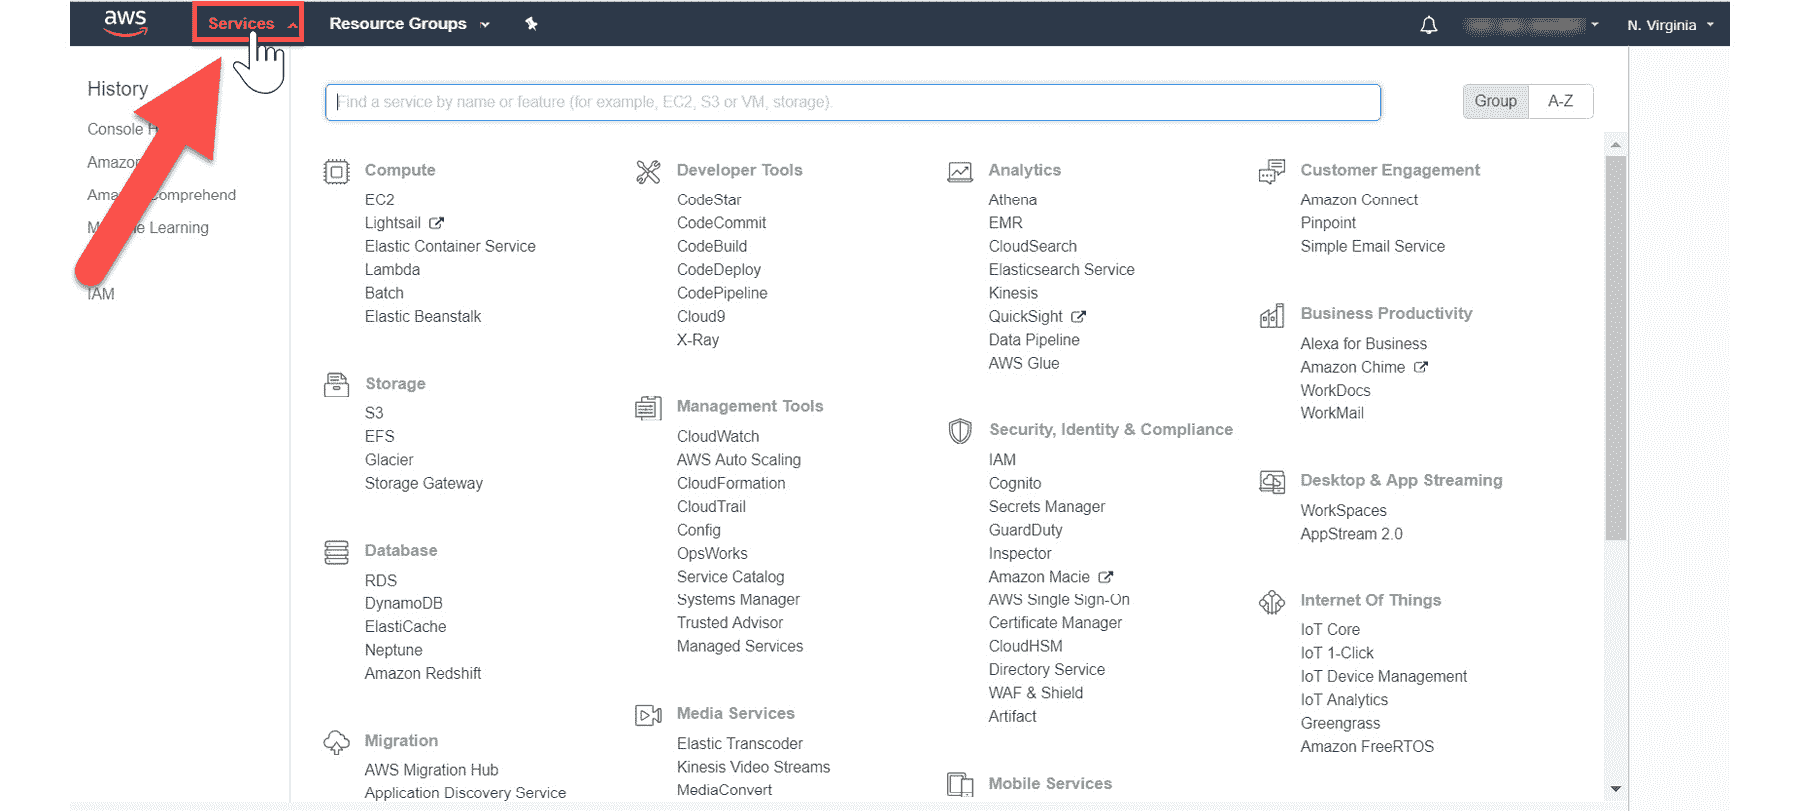 aws
Services
Resource Groups
N. Virginia
History
Console
Comprehend
Learning
IAM
Find a service by name or feature (for example, EC2, S3 or VM, storage).
Group
A-Z
Compute
EC2
Lightsail
Elastic Container Service
Lambda
Batch
Elastic Beanstalk
Storage
S3
EFS
Glacier
Storage Gateway
Database
RDS
DynamoDB
ElastiCache
Neptune
Amazon Redshift
Migration
AWS Migration Hub
Application Discovery Service
Developer Tools
CodeStar
CodeCommit
CodeBuild
CodeDeploy
CodePipeline
Cloud9
X-Ray
Management Tools
CloudWatch
AWS Auto Scaling
CloudFormation
CloudTrail
Config
OpsWorks
Service Catalog
Systems Manager
Trusted Advisor
Managed Services
Media Services
Elastic Transcoder
Kinesis Video Streams
MediaConvert
Analytics
Athena
EMR
CloudSearch
Elasticsearch Service
Kinesis
QuickSight
Data Pipeline
AWS Glue
Security, Identity & Compliance
IAM
Cognito
Secrets Manager
GuardDuty
Inspector
Amazon Macie
AWS Single Sign-On
Certificate Manager
CloudHSM
Directory Service
WAF & Shield
Artifact
Mobile Services
Customer Engagement
Amazon Connect
Pinpoint
Simple Email Service
Business Productivity
Alexa for Business
Amazon Chime
WorkDocs
WorkMail
Desktop & App Streaming
WorkSpaces
AppStream 2.0
Internet Of Things
IoT Core
IoT 1-Click
IoT Device Management
IoT Analytics
Greengrass
Amazon FreeRTOS